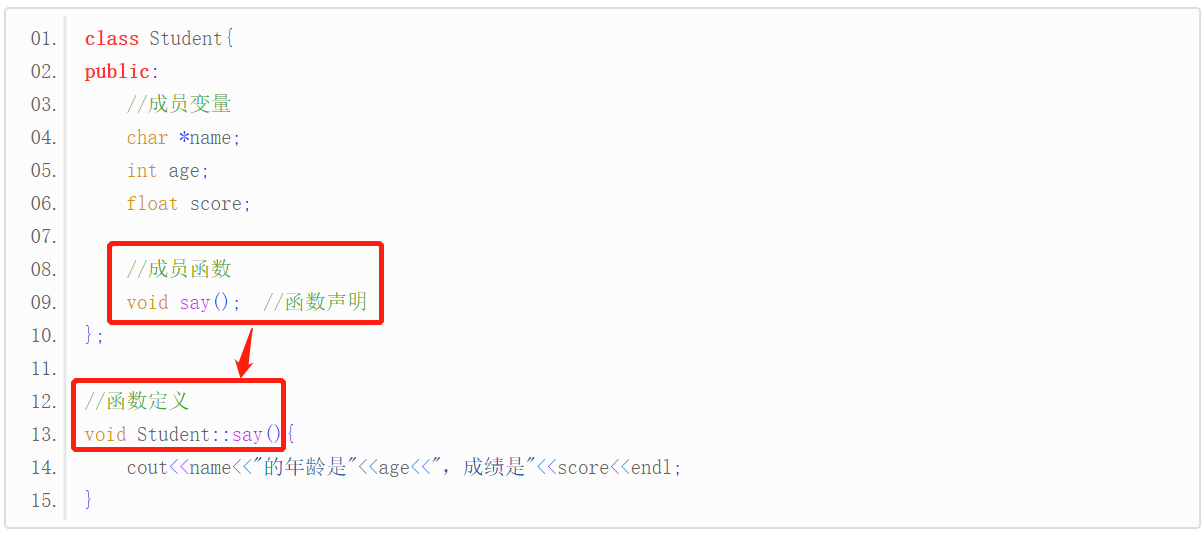 01. class Student{
02. public:
03.     //成员变量
04.     char *name;
05.     int age;
06.     float score;
07.
08.     //成员函数
09.     void say();  //函数声明
10. };
11.
12. //函数定义
13. void Student::say(){
14.     cout<<name<<"的年龄是"<<age<<"，成绩是"<<score<<endl;
15. }